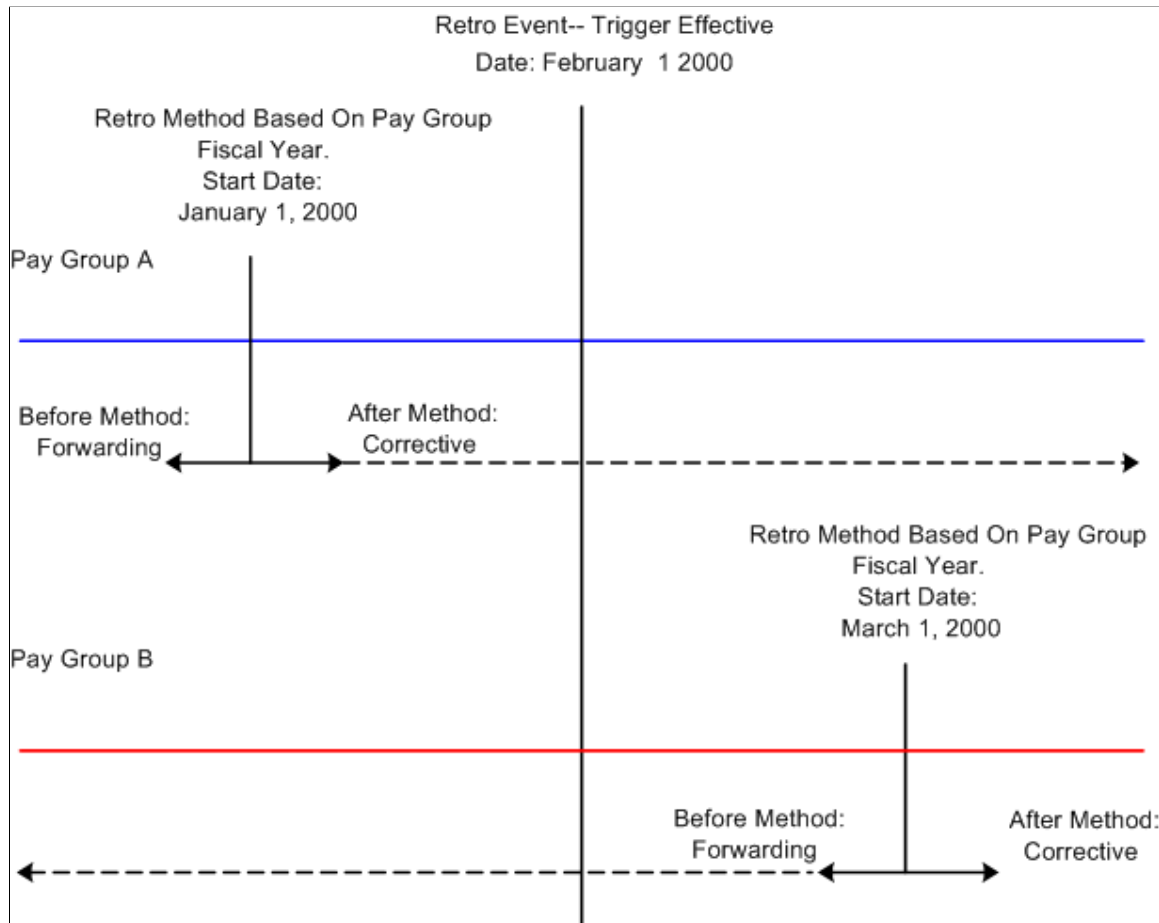 Retro Event-- Trigger Effective
Date: February 1 2000
Retro Method Based On Pay Group
Fiscal Year.
Start Date:
January 1, 2000
Pay Group A
Before Method:
Forwarding
After Method:
Corrective
Retro Method Based On Pay Group
Fiscal Year.
Start Date:
March 1, 2000
Pay Group B
Before Method:
Forwarding
After Method:
Corrective